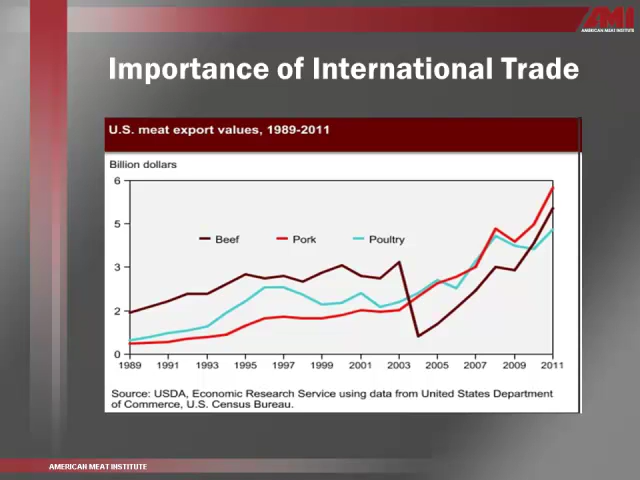 AMI
AMERICAN MEAT INSTITUTE
Importance of International Trade
U.S. meat export values, 1989-2011
Billion dollars
6
5
3
2
0
Beef Pork Poultry
1989 1991 1993 1995 1997 1999 2001 2003 2005 2007 2009 2011
Source: USDA, Economic Research Service using data from United States Department
of Commerce, U.S. Census Bureau.
AMERICAN MEAT INSTITUTE